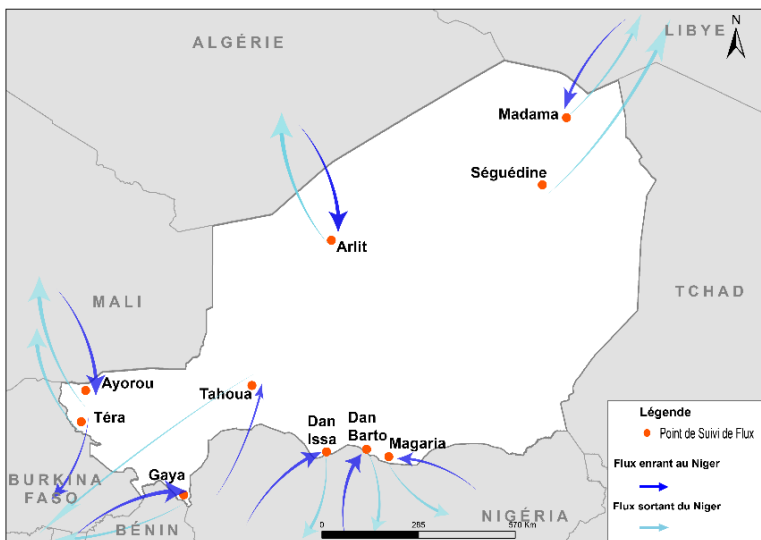 ALGÉRIE
LIBYE
N
Madama
Séguédine
Arlit
TCHAD
MALI
Ayorou
Tahoua
Téra
Dan
Issa
Dan
Barto
Magaria
BURKINA
FASO
Gaya
BÉNIN
NIGÉRIA
0 285 570 KM
Légende
Point de Suivi de Flux
Flux enrant au Niger
Flux sortant du Niger